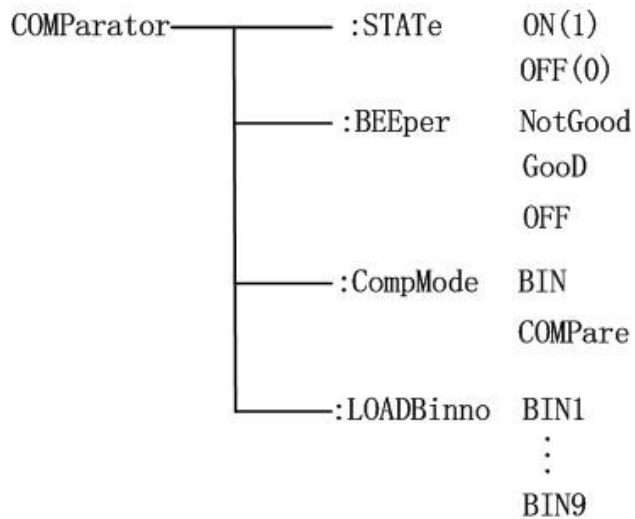 COMParator :STATe ON(1)
OFF(0)
:BEEper NotGood
GooD
OFF
:CompMode BIN
COMPare
:LOADBinno BIN1
⋮
BIN9